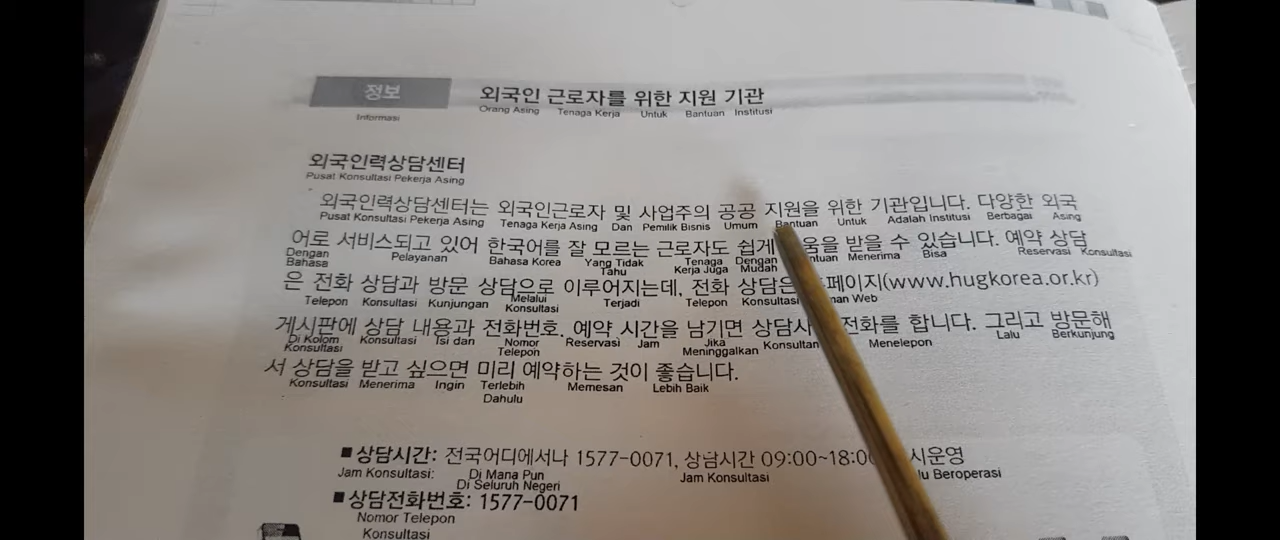 정보 외국인 근로자를 위한 지원 기관
Informasi Orang Asing Tenaga Kerja Untuk Bantuan Institusi
외국인력상담센터
Pusat Konsultasi Pekerja Asing
외국인력상담센터는 외국인근로자 및 사업주의 공공 지원을 위한 기관입니다. 다양한 외국
Pusat Konsultasi Pekerja Asing Tenaga Kerja Asing Dan Pemilik Bisnis Umum Bantuan Untuk Adalah Institusi Berbagai Asing
어로 서비스되고 있어 한국어를 잘 모르는 근로자도 쉽게 움을 받을 수 있습니다. 예약 상담
Dengan Pelayanan Bahasa Korea Yang Tidak Tenaga Dengan Menerima Bisa Reservasi Konsultasi
Bahasa Tahu Kerja Juga Mudah
은 전화 상담과 방문 상담으로 이루어지는데, 전화 상담은 페이지(www.hugkorea.or.kr)
Telepon Konsultasi Kunjungan Melalui Terjadi Telepon Konsultasi Web
Konsultasi
게시판에 상담 내용과 전화번호, 예약 시간을 남기면 전화를 합니다. 그리고 방문해
Di Kolom Konsultasi Isi dan Nomor Reservasi Jam Jika Menelepon Lalu Berkunjung
Konsultasi Telepon Meninggalkan
서 상담을 받고 싶으면 미리 예약하는 것이 좋습니다.
Konsultasi Menerima Ingin Terlebih Memesan Lebih Baik
Dahulu
■ 상담시간: 전국어디에서나 1577-0071, 상담시간 09:00~18:00 시운영
Jam Konsultasi: Di Mana Pun Jam Konsultasi Beroperasi
Di Seluruh Negeri
■ 상담전화번호: 1577-0071
Nomor Telepon
Konsultasi